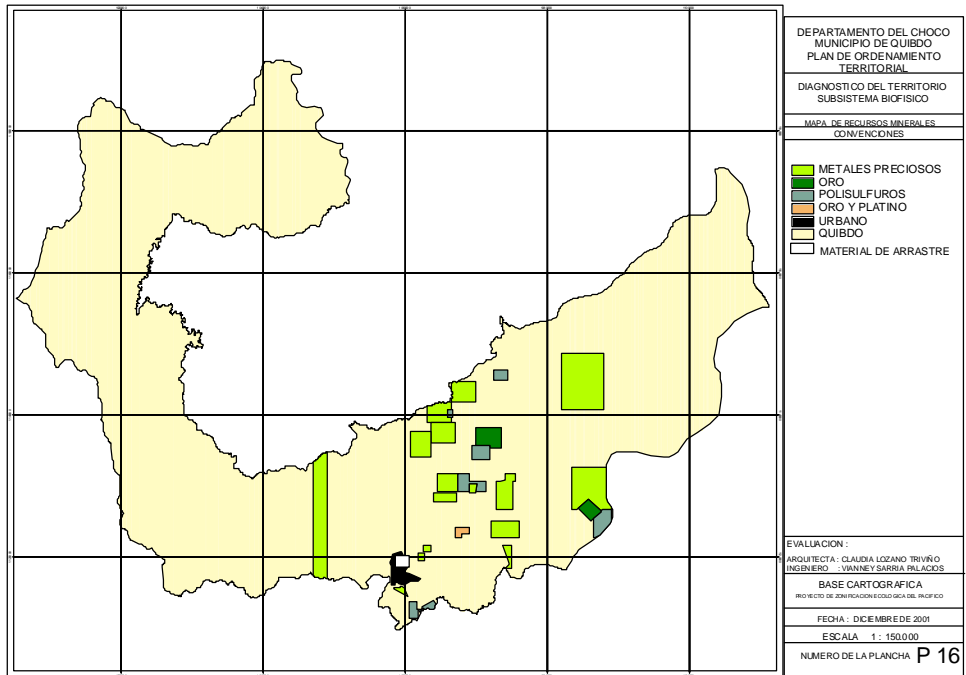 DEPARTAMENTO DEL CHOCO
MUNICIPIO DE QUIBDO
PLAN DE ORDENAMIENTO
TERRITORIAL
DIAGNOSTICO DEL TERRITORIO
SUBSISTEMA BIOFISICO
MAPA DE RECURSOS MINERALES
CONVENCIONES
METALES PRECIOSOS
ORO
POLISULFUROS
ORO Y PLATINO
URBANO
QUIBDO
MATERIAL DE ARRASTRE
EVALUACION :
ARQUITECTA : CLAUDIA LOZANO TRIVIÑO
INGENIERO : VIANNEY SARRIA PALACIOS
BASE CARTOGRAFICA
PROYECTO DE ZONIFICACION ECOLOGICA DEL PACIFICO
FECHA : DICIEMBRE DE 2001
ESCALA 1 : 150.000
NUMERO DE LA PLANCHA P 16